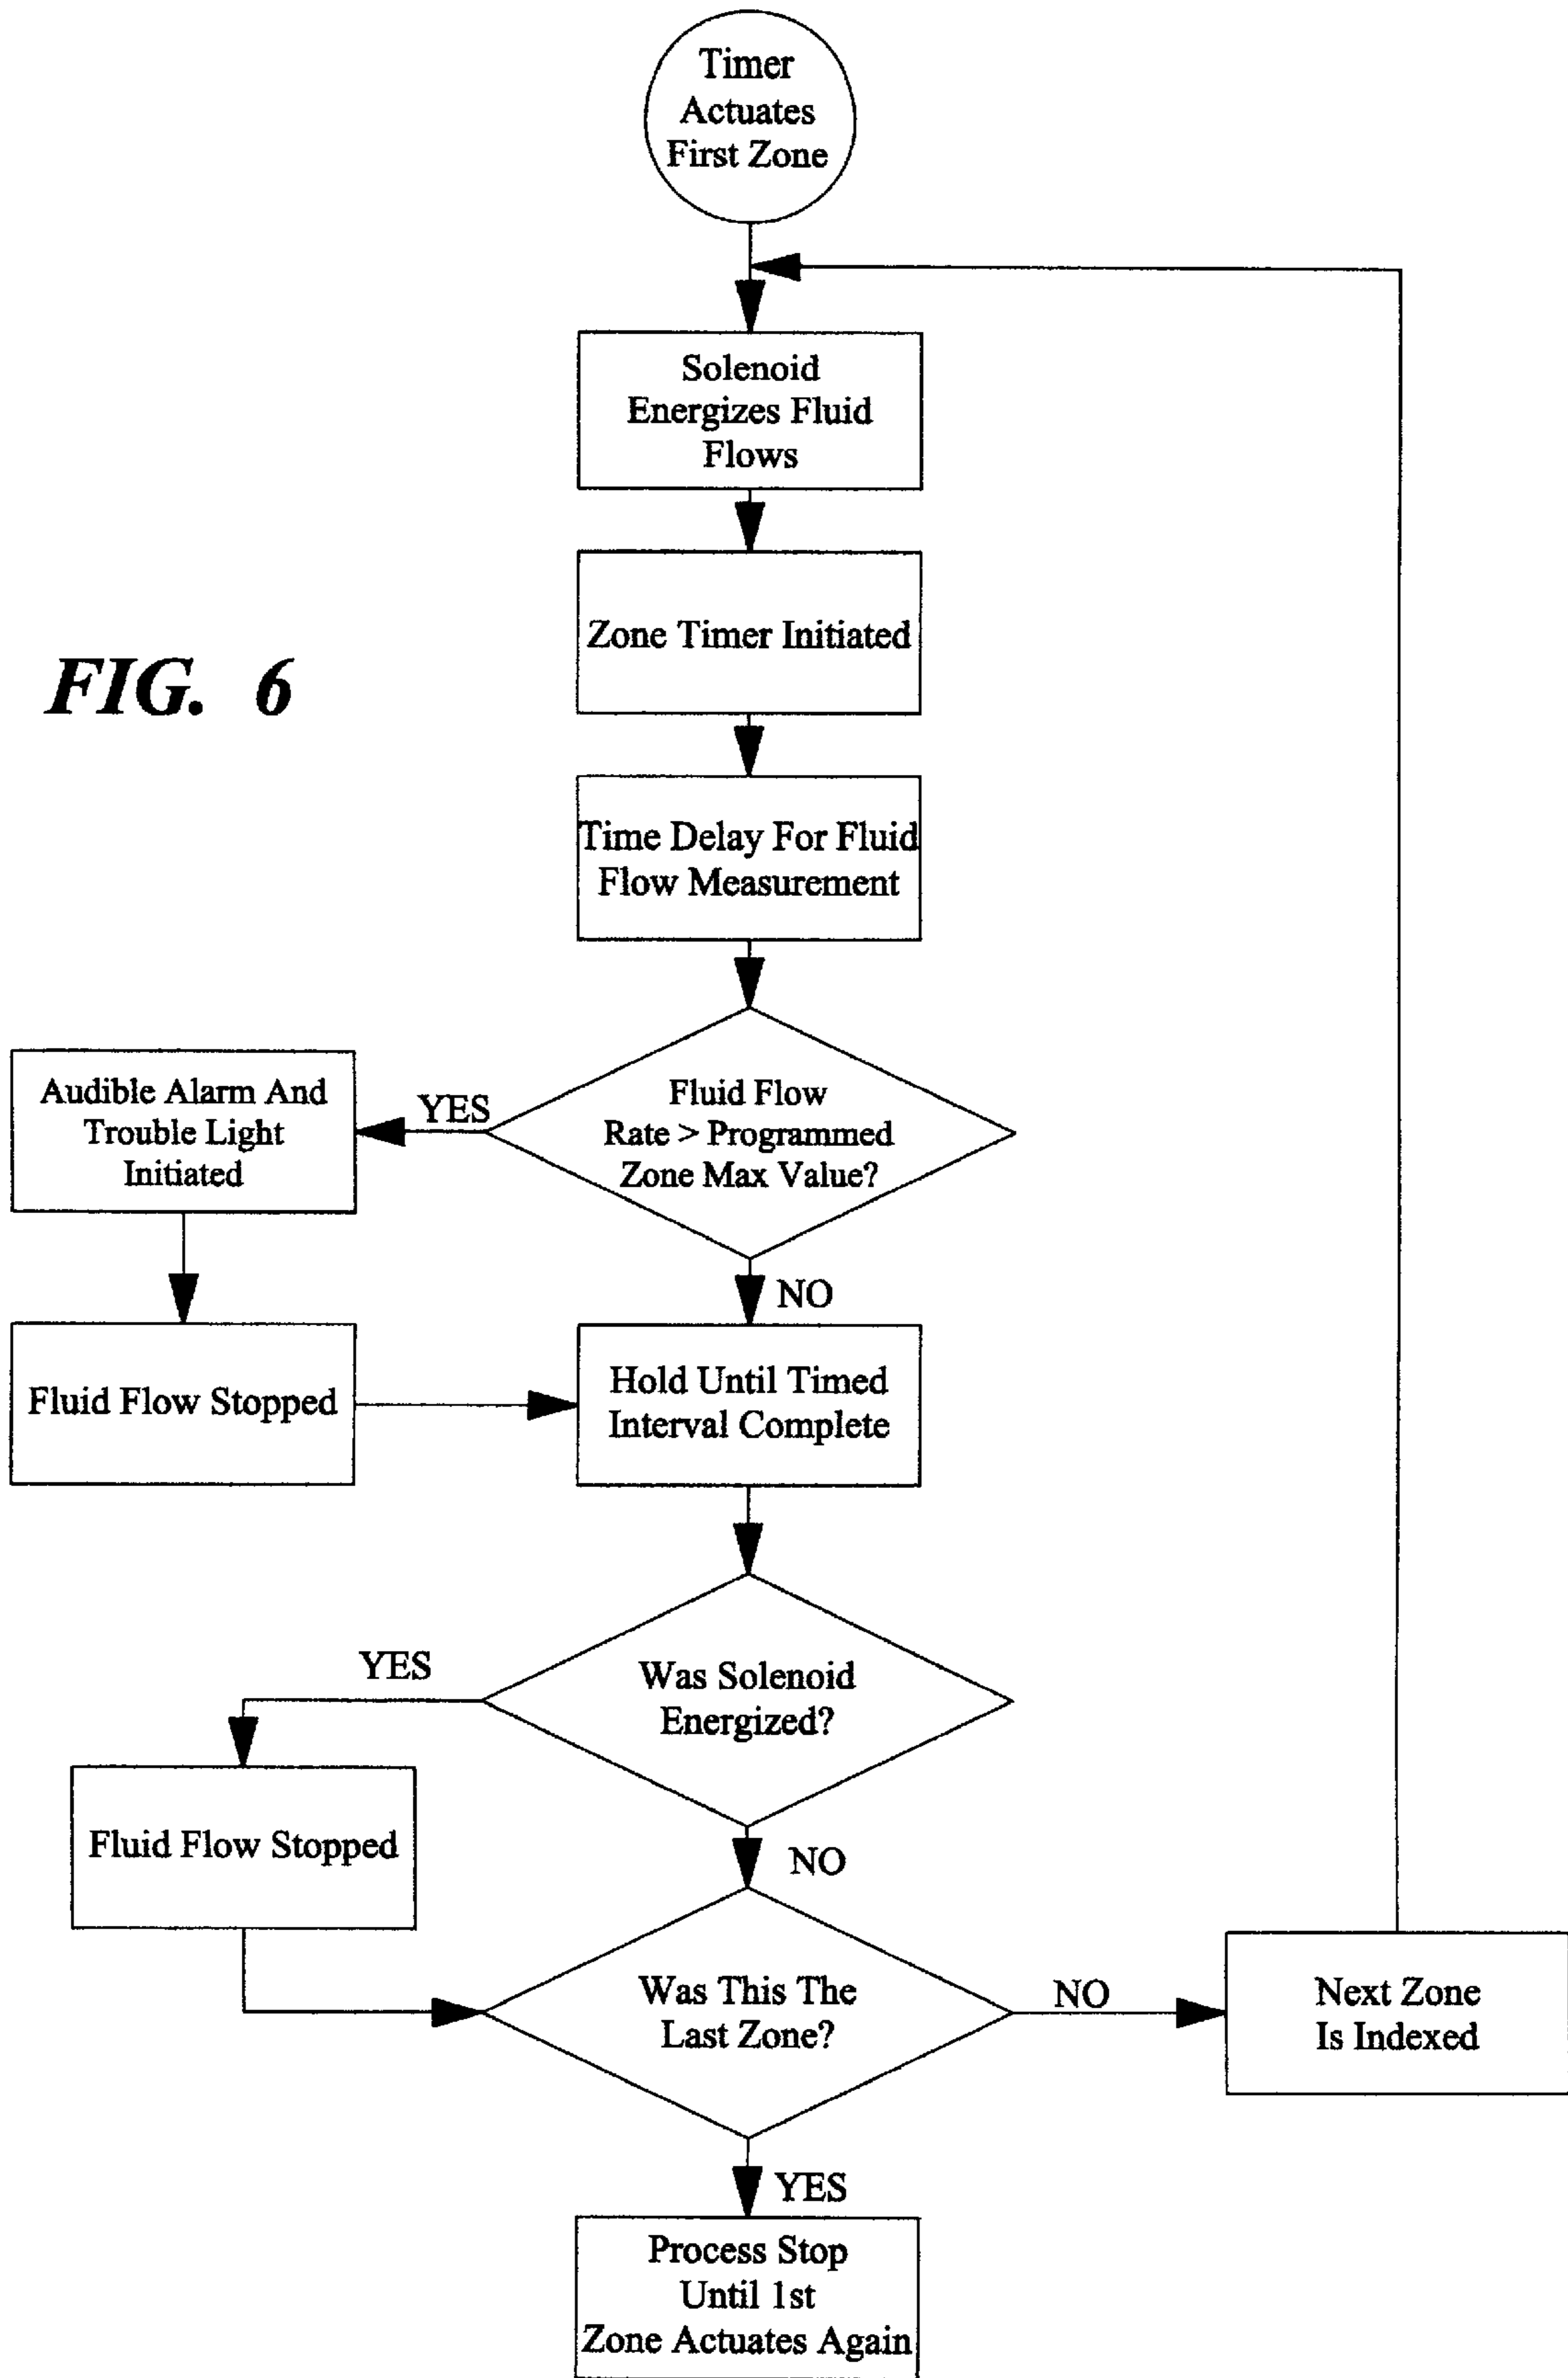 Timer
Actuates
First Zone
Solenoid
Energizes Fluid
Flows
Zone Timer Initiated
FIG. 6
Time Delay For Fluid
Flow Measurement
Fluid Flow
Rate > Programmed
Zone Max Value?
YES
Audible Alarm And
Trouble Light
Initiated
NO
Fluid Flow Stopped
Hold Until Timed
Interval Complete
Was Solenoid
Energized?
YES
Fluid Flow Stopped
NO
Was This The
Last Zone?
NO
Next Zone
Is Indexed
YES
Process Stop
Until 1st
Zone Actuates Again